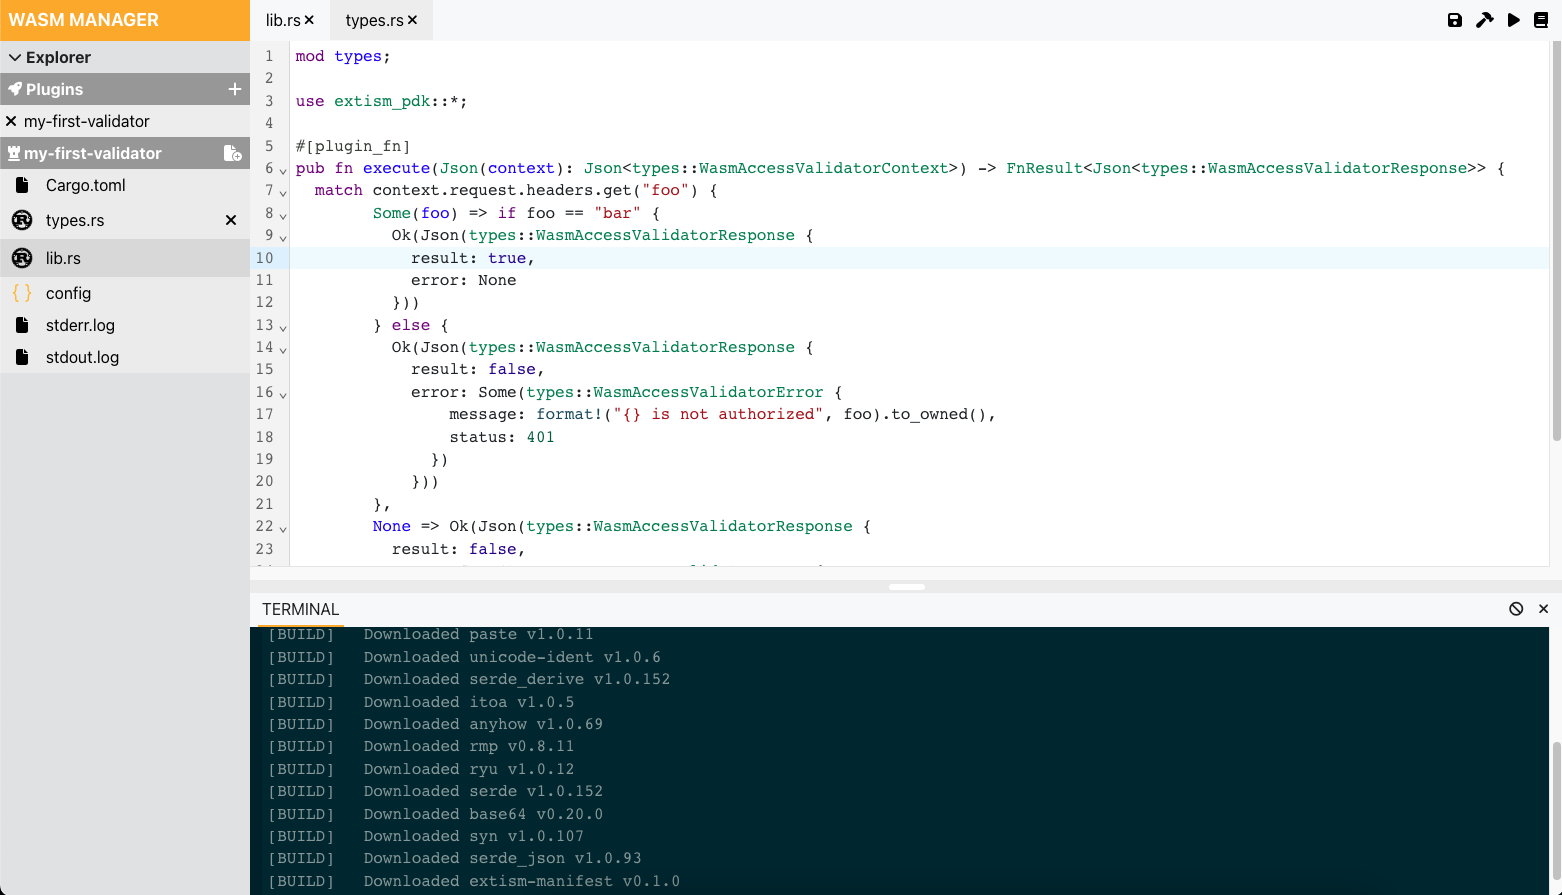 WASM MANAGER
Explorer
Plugins
my-first-validator
my-first-validator
Cargo.toml
types.rs
lib.rs
{ } config
stderr.log
stdout.log
lib.rs
types.rs
1 mod types;
2
3 use extism_pdk::*;
4
5 #[plugin_fn]
6 pub fn execute(Json(context): Json<types::WasmAccessValidatorContext>) -> FnResult<Json<types::WasmAccessValidatorResponse>> {
7 match context.request.headers.get("foo") {
8 Some(foo) => if foo == "bar" {
9 Ok(Json(types::WasmAccessValidatorResponse {
10 result: true,
11 error: None
12 }))
13 } else {
14 Ok(Json(types::WasmAccessValidatorResponse {
15 result: false,
16 error: Some(types::WasmAccessValidatorError {
17 message: format!("{} is not authorized", foo).to_owned(),
18 status: 401
19 })
20 }))
21 },
22 None => Ok(Json(types::WasmAccessValidatorResponse {
23 result: false,
TERMINAL
[BUILD] Downloaded paste v1.0.11
[BUILD] Downloaded unicode-ident v1.0.6
[BUILD] Downloaded serde_derive v1.0.152
[BUILD] Downloaded itoa v1.0.5
[BUILD] Downloaded anyhow v1.0.69
[BUILD] Downloaded rmp v0.8.11
[BUILD] Downloaded ryu v1.0.12
[BUILD] Downloaded serde v1.0.152
[BUILD] Downloaded base64 v0.20.0
[BUILD] Downloaded syn v1.0.107
[BUILD] Downloaded serde_json v1.0.93
[BUILD] Downloaded extism-manifest v0.1.0